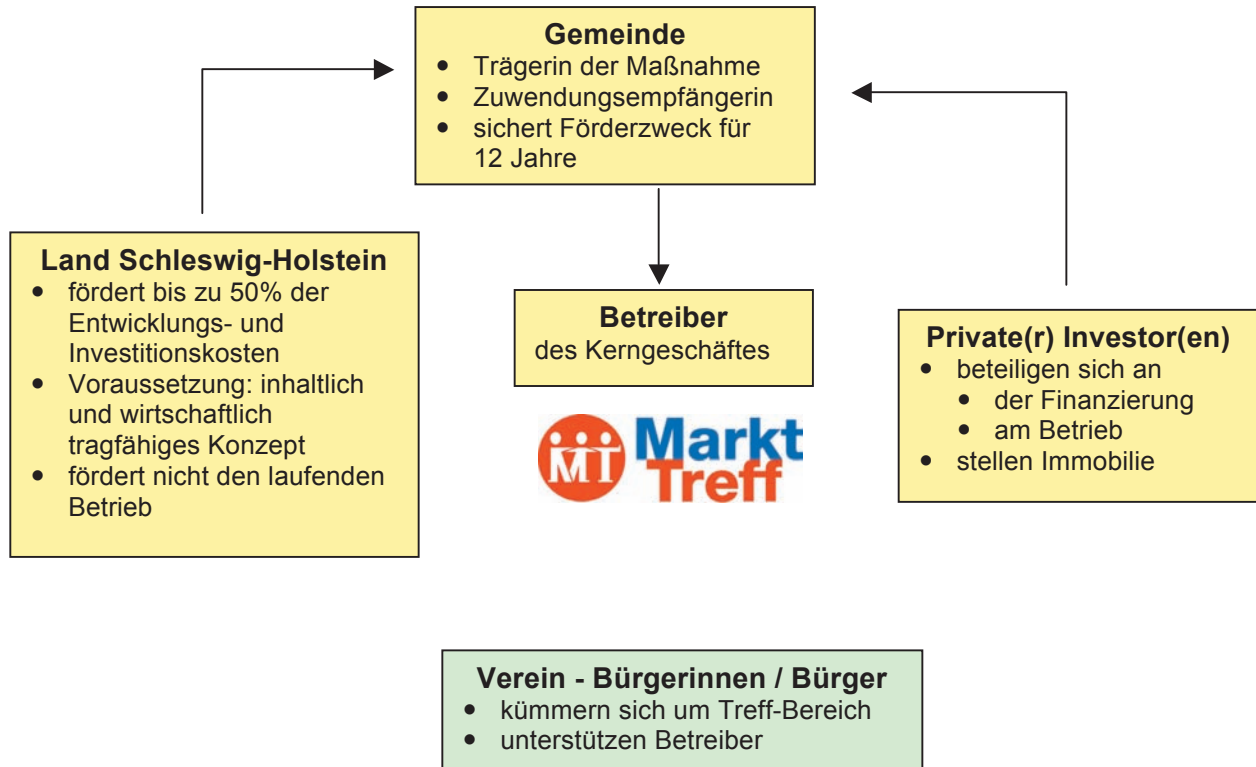 Gemeinde
• Trägerin der Maßnahme
• Zuwendungsempfängerin
• sichert Förderzweck für
12 Jahre
Land Schleswig-Holstein
• fördert bis zu 50% der
Entwicklungs- und
Investitionskosten
• Voraussetzung: inhaltlich
und wirtschaftlich
tragfähiges Konzept
• fördert nicht den laufenden
Betrieb
Betreiber
des Kerngeschäftes
MT Markt
Treff
Private(r) Investor(en)
• beteiligen sich an
• der Finanzierung
• am Betrieb
• stellen Immobilie
Verein - Bürgerinnen / Bürger
• kümmern sich um Treff-Bereich
• unterstützen Betreiber